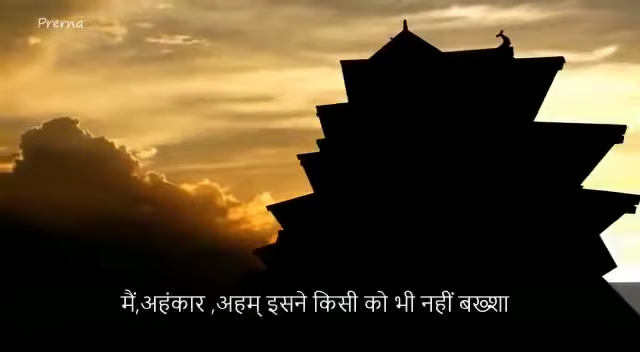 Prerna
मैं,अहंकार ,अहम् इसने किसी को भी नहीं बख्शा